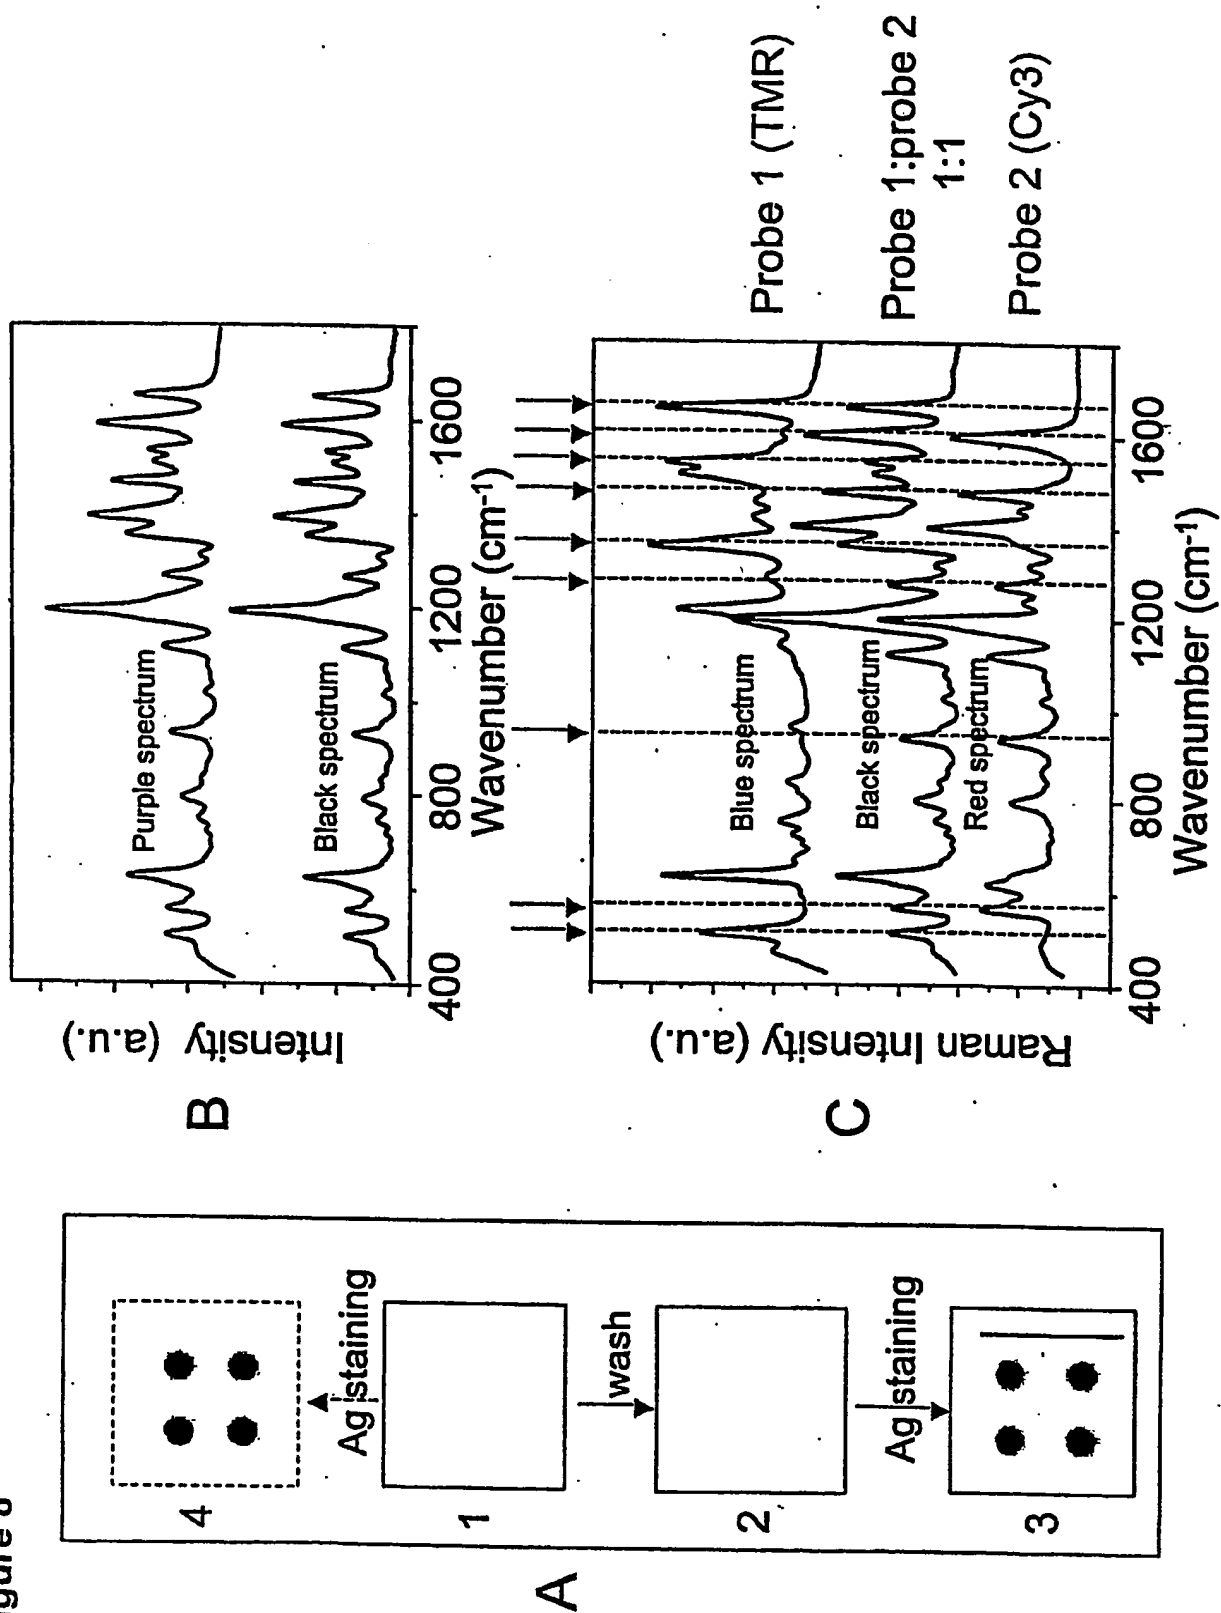 Figure 8
A
4
Ag staining
1
wash
2
Ag staining
3
B
Intensity (a.u.)
Purple spectrum
Black spectrum
400
800
1200
1600
Wavenumber (cm-1)
C
Raman Intensity (a.u.)
Blue spectrum
Black spectrum
Red spectrum
Probe 1 (TMR)
Probe 1:probe 2
1:1
Probe 2 (Cy3)
400
800
1200
1600
Wavenumber (cm-1)